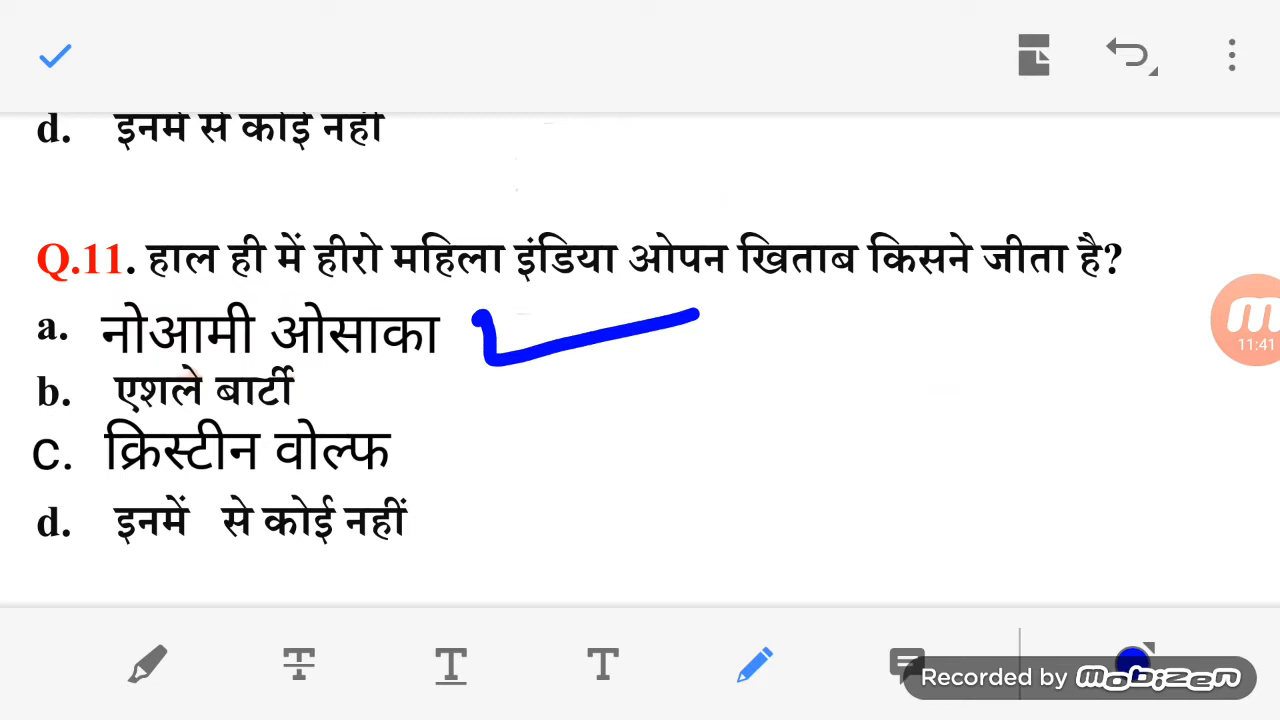 d. इनमें से कोई नहीं
Q.11. हाल ही में हीरो महिला इंडिया ओपन खिताब किसने जीता है?
a. नोआमी ओसाका
b. एशले बार्टी
c. क्रिस्टीन वोल्फ
d. इनमें से कोई नहीं
11:41
T T T
Recorded by mobizen